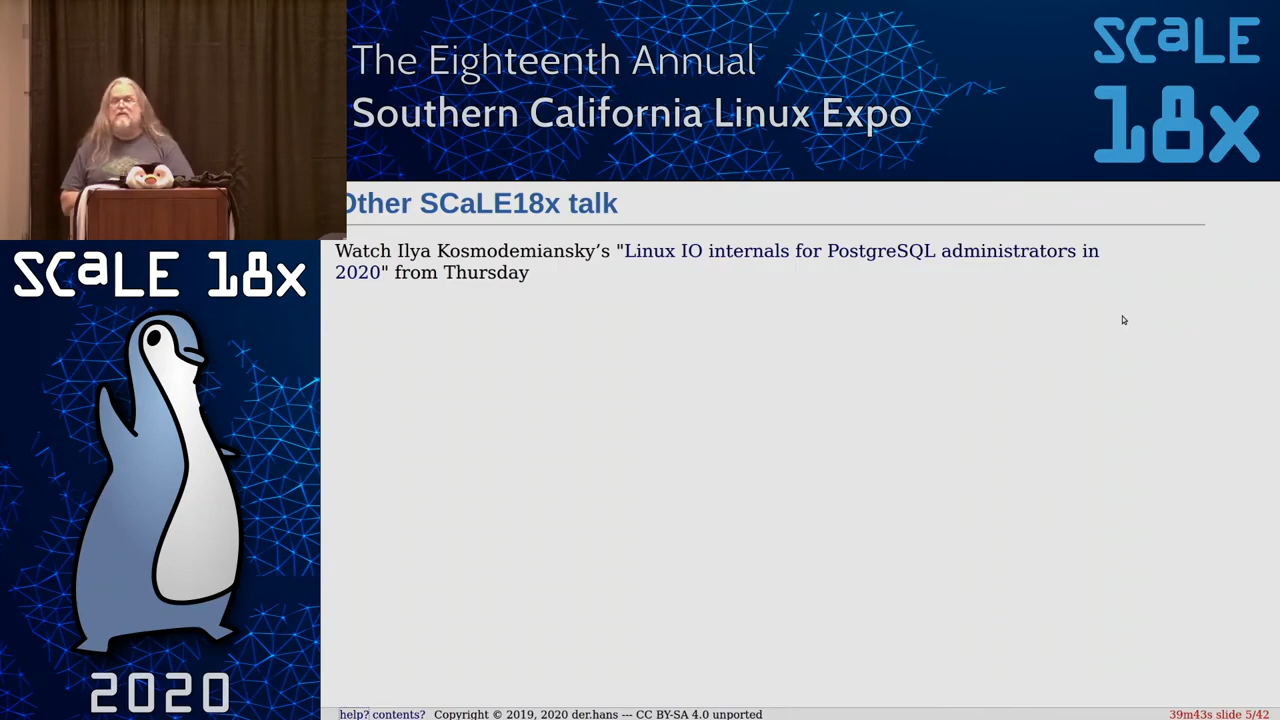 The Eighteenth Annual
Southern California Linux Expo
SCaLE
18x
Other SCaLE18x talk
Watch Ilya Kosmodemiansky’s "Linux IO internals for PostgreSQL administrators in
2020" from Thursday
SCaLE 18x
2020
help? contents? Copyright © 2019, 2020 der.hans --- CC BY-SA 4.0 unported
39m43s slide 5/42